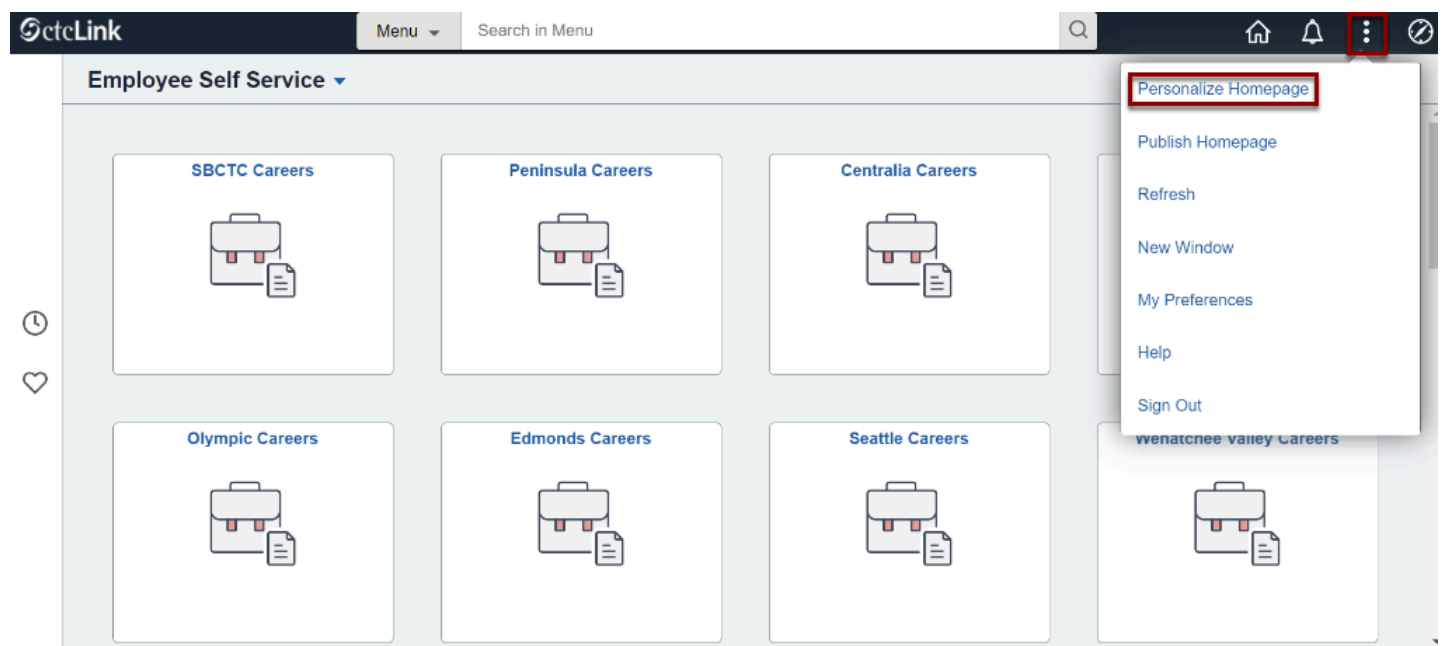 ctcLink
Menu
Search in Menu
Employee Self Service
Personalize Homepage
Publish Homepage
Refresh
New Window
My Preferences
Help
Sign Out
SBCTC Careers
Peninsula Careers
Centralia Careers
Olympic Careers
Edmonds Careers
Seattle Careers
Wenatchee Valley Careers